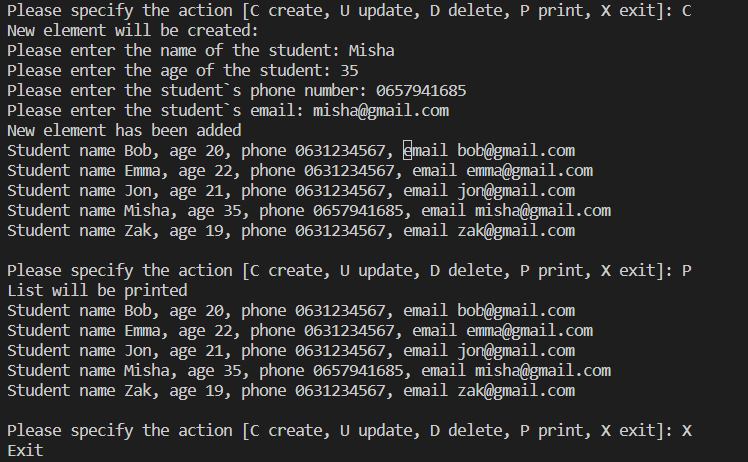 Please specify the action [C create, U update, D delete, P print, X exit]: C
New element will be created:
Please enter the name of the student: Misha
Please enter the age of the student: 35
Please enter the student`s phone number: 0657941685
Please enter the student`s email: misha@gmail.com
New element has been added
Student name Bob, age 20, phone 0631234567, email bob@gmail.com
Student name Emma, age 22, phone 0631234567, email emma@gmail.com
Student name Jon, age 21, phone 0631234567, email jon@gmail.com
Student name Misha, age 35, phone 0657941685, email misha@gmail.com
Student name Zak, age 19, phone 0631234567, email zak@gmail.com
Please specify the action [C create, U update, D delete, P print, X exit]: P
List will be printed
Student name Bob, age 20, phone 0631234567, email bob@gmail.com
Student name Emma, age 22, phone 0631234567, email emma@gmail.com
Student name Jon, age 21, phone 0631234567, email jon@gmail.com
Student name Misha, age 35, phone 0657941685, email misha@gmail.com
Student name Zak, age 19, phone 0631234567, email zak@gmail.com
Please specify the action [C create, U update, D delete, P print, X exit]: X
Exit